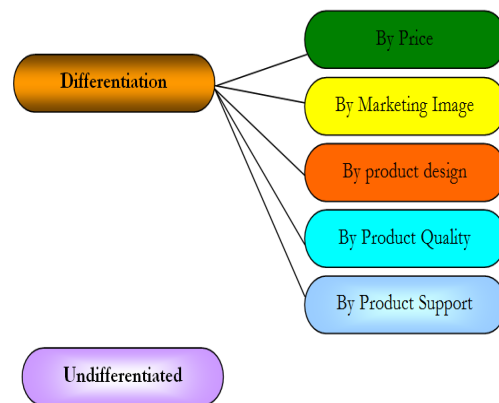 Differentiation
By Price
By Marketing Image
By product design
By Product Quality
By Product Support
Undifferentiated